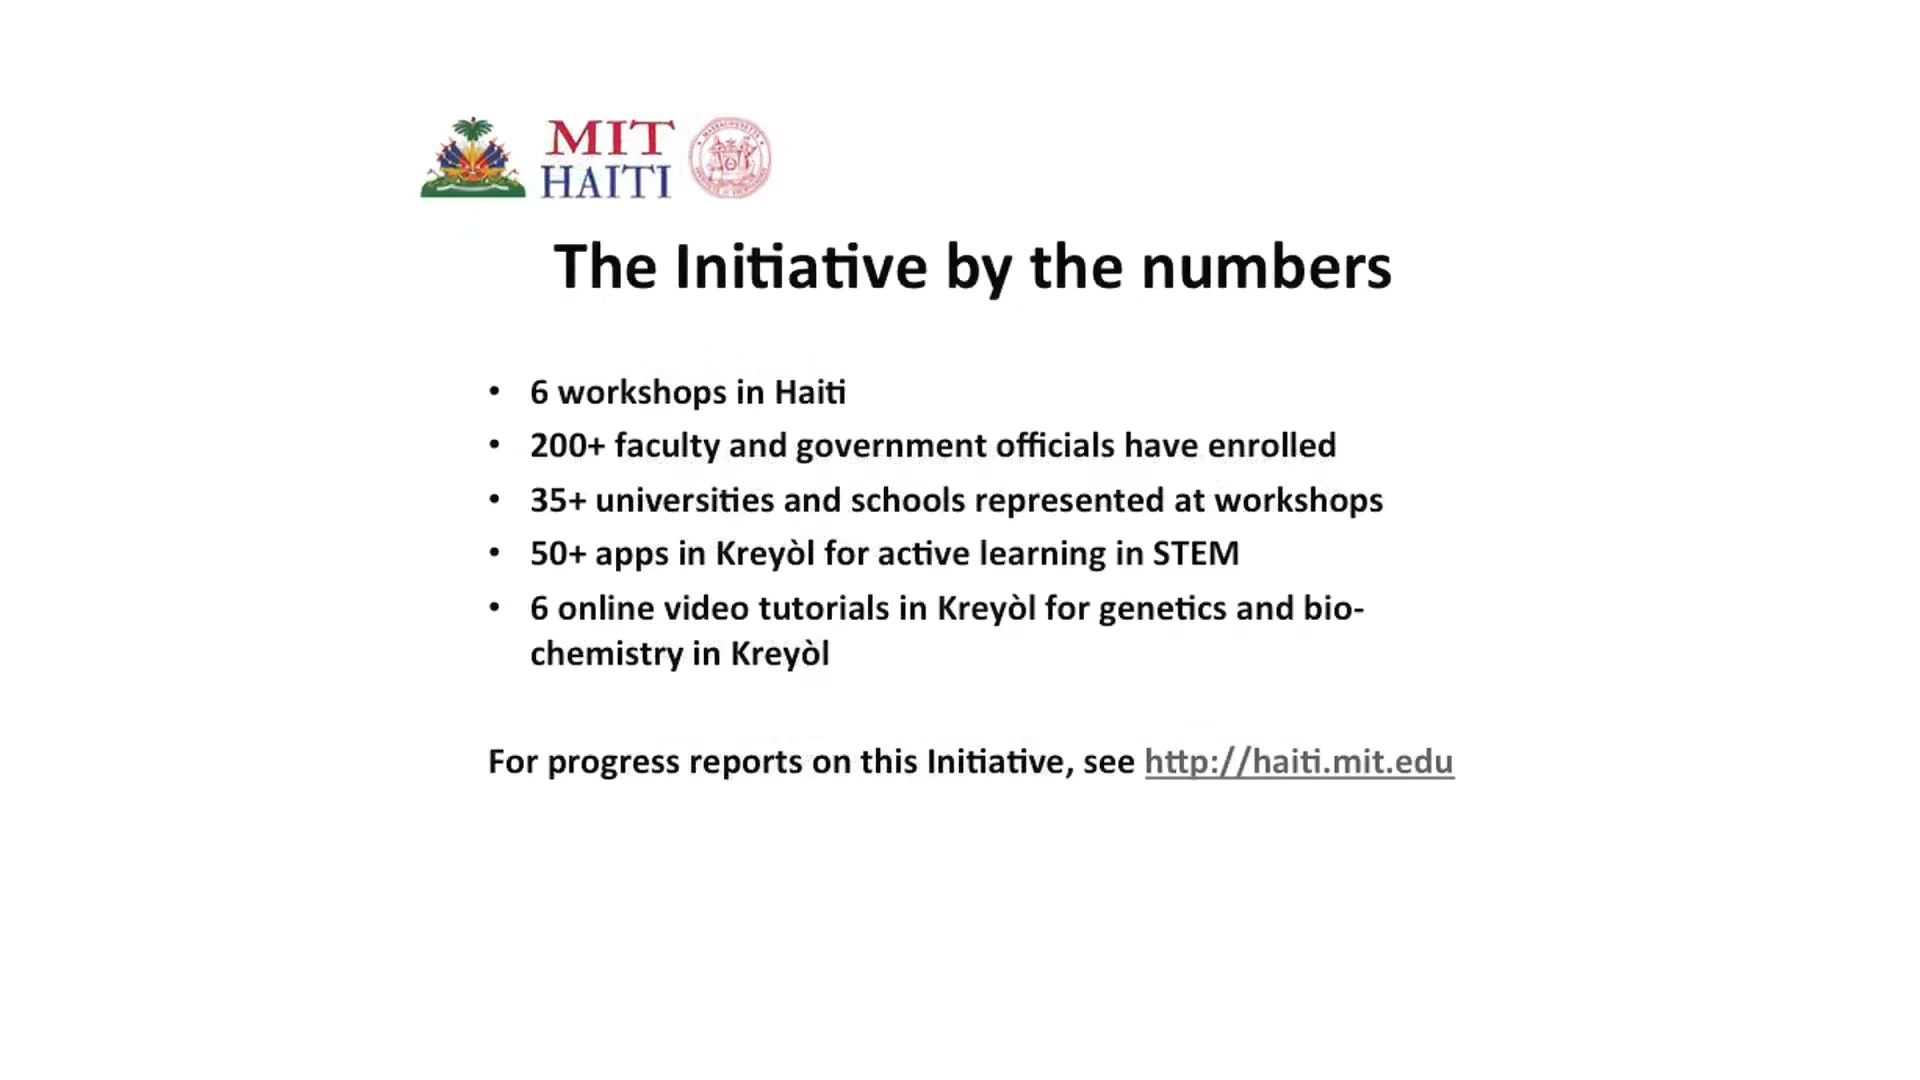 MIT
HAITI
The Initiative by the numbers
• 6 workshops in Haiti
• 200+ faculty and government officials have enrolled
• 35+ universities and schools represented at workshops
• 50+ apps in Kreyòl for active learning in STEM
• 6 online video tutorials in Kreyòl for genetics and bio-
chemistry in Kreyòl
For progress reports on this Initiative, see http://haiti.mit.edu